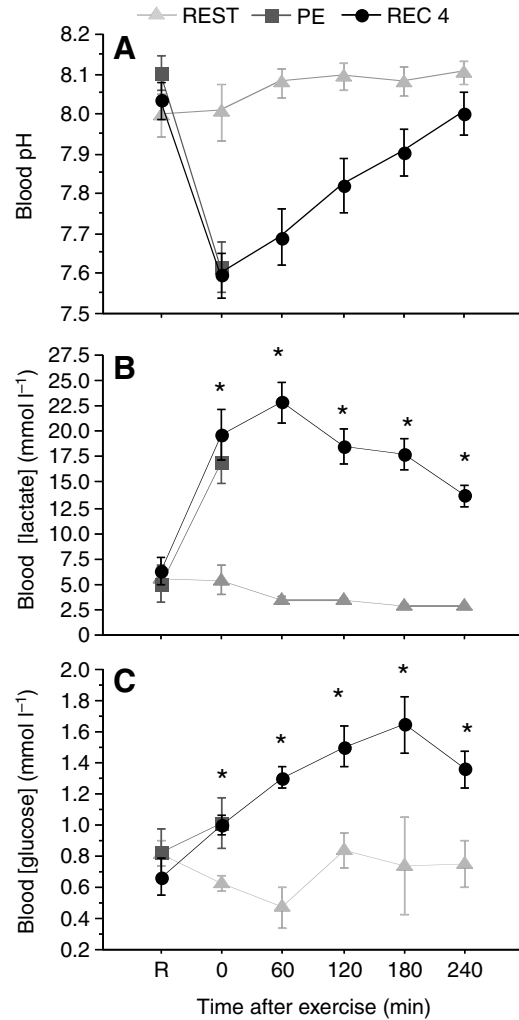 REST PE REC 4
A
8.2
8.1
8.0
7.9
7.8
7.7
7.6
7.5
Blood pH
B
27.5
25.0
22.5
20.0
17.5
15.0
12.5
10.0
7.5
5.0
2.5
0
Blood [lactate] (mmol l⁻¹)
* * * * * *
C
2.0
1.8
1.6
1.4
1.2
1.0
0.8
0.6
0.4
0.2
Blood [glucose] (mmol l⁻¹)
* * * * * *
R 0 60 120 180 240
Time after exercise (min)